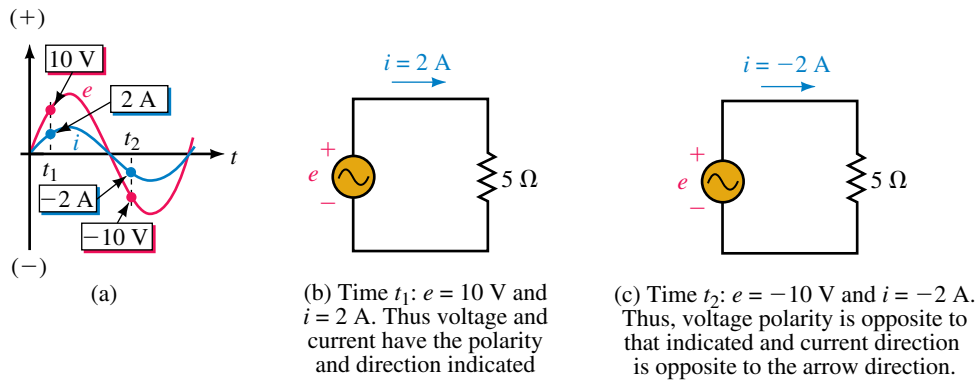 (+)
10 V
e
2 A
i
t₂
t
t₁
−2 A
−10 V
(−)
(a)
i = 2 A
+
e
−
5 Ω
(b) Time t₁: e = 10 V and
i = 2 A. Thus voltage and
current have the polarity
and direction indicated
i = −2 A
+
e
−
5 Ω
(c) Time t₂: e = −10 V and i = −2 A.
Thus, voltage polarity is opposite to
that indicated and current direction
is opposite to the arrow direction.